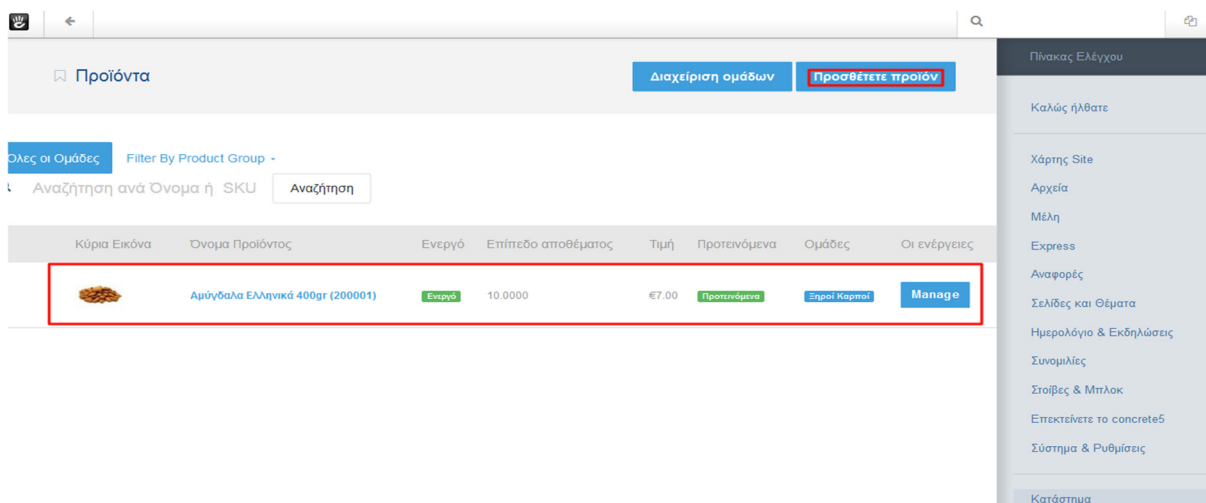 Προϊόντα
Διαχείριση ομάδων
Προσθέτετε προϊόν
Όλες οι Ομάδες
Filter By Product Group
Αναζήτηση ανά Όνομα ή SKU
Αναζήτηση
Κύρια Εικόνα Όνομα Προϊόντος Ενεργό Επίπεδο αποθέματος Τιμή Προτεινόμενα Ομάδες Οι ενέργειες
Αμύγδαλα Ελληνικά 400gr (200001) Ενεργό 10.0000 €7.00 Προτεινόμενα Ξηροί Καρποί Manage
Πίνακας Ελέγχου
Καλώς ήλθατε
Χάρτης Site
Αρχεία
Μέλη
Express
Αναφορές
Σελίδες και Θέματα
Ημερολόγιο & Εκδηλώσεις
Συνομιλίες
Στοίβες & Μπλοκ
Επεκτείνετε το concrete5
Σύστημα & Ρυθμίσεις
Κατάστημα